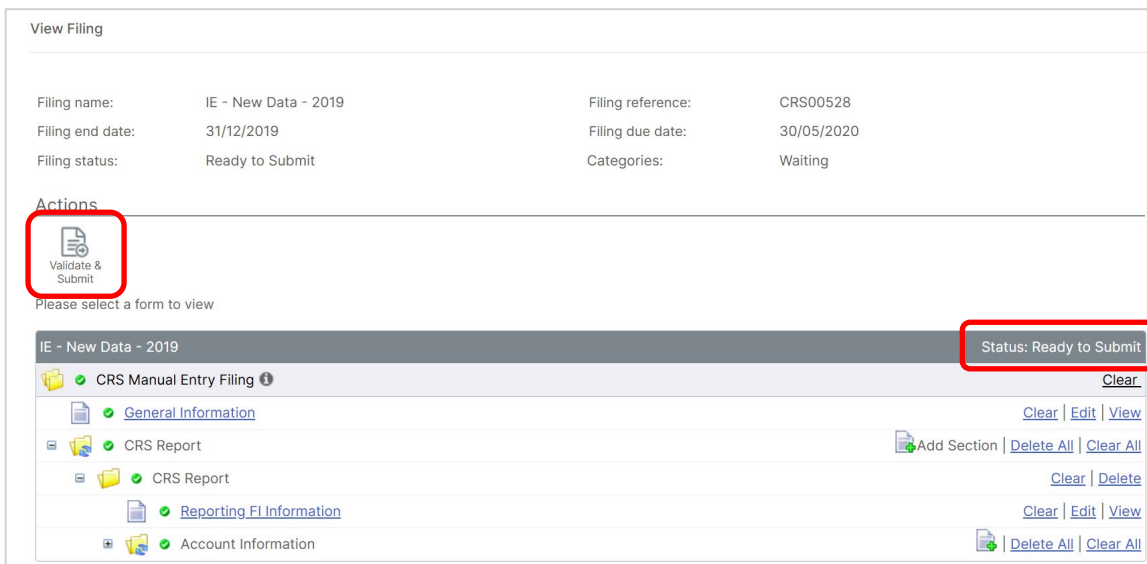 View Filing
Filing name: IE - New Data - 2019 Filing reference: CRS00528
Filing end date: 31/12/2019 Filing due date: 30/05/2020
Filing status: Ready to Submit Categories: Waiting
Actions
Validate &
Submit
Please select a form to view
IE - New Data - 2019 Status: Ready to Submit
CRS Manual Entry Filing Clear
General Information Clear | Edit | View
CRS Report Add Section | Delete All | Clear All
CRS Report Clear | Delete
Reporting FI Information Clear | Edit | View
Account Information | Delete All | Clear All